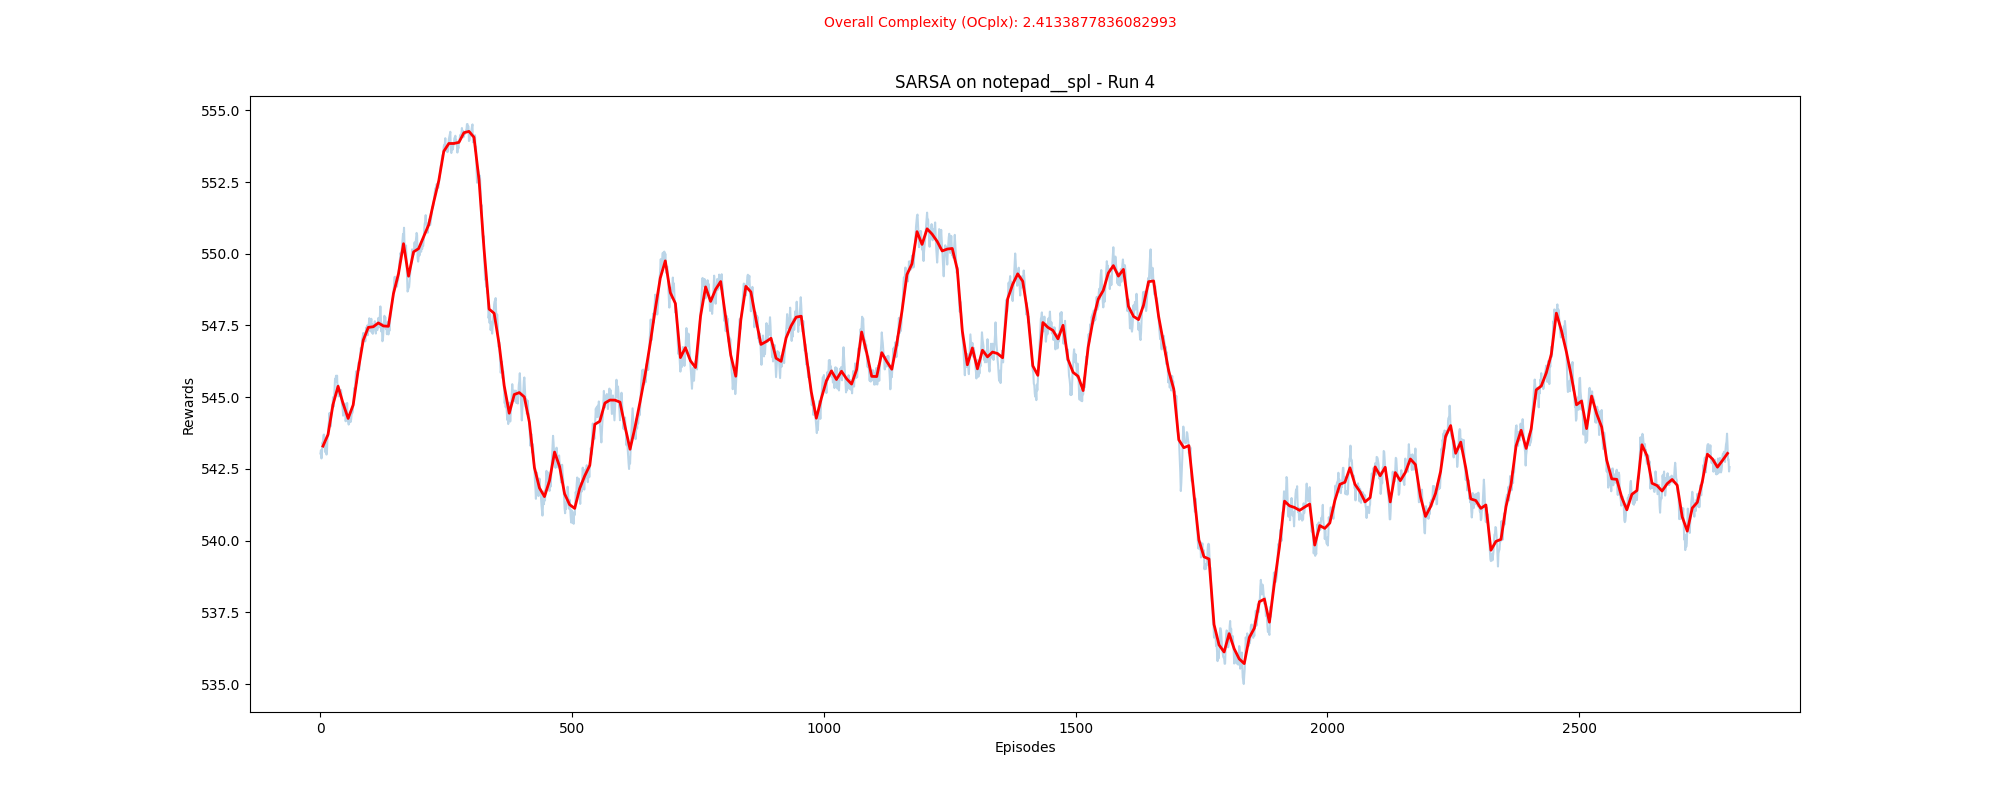 Overall Complexity (OCplx): 2.4133877836082993
SARSA on notepad__spl - Run 4
555.0
552.5
550.0
547.5
545.0
542.5
540.0
537.5
535.0
Rewards
0 500 1000 1500 2000 2500
Episodes